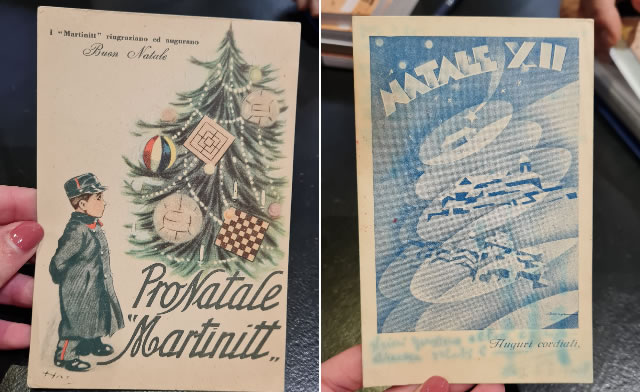 I "Martinitt" ringraziano ed augurano
Buon Natale
Pro Natale
"Martinitt"
NATALE XII
Auguri cordiali,